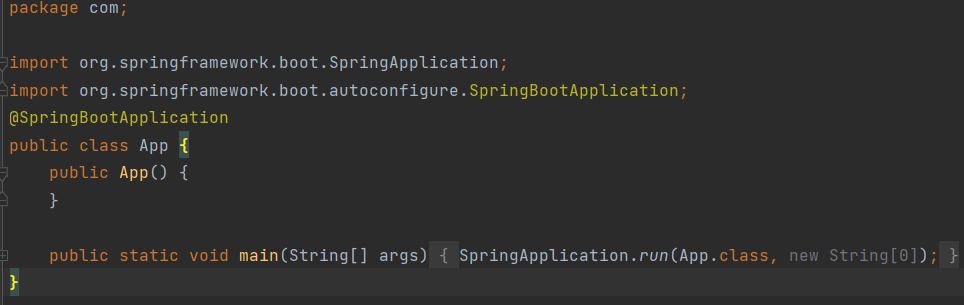 package com;
import org.springframework.boot.SpringApplication;
import org.springframework.boot.autoconfigure.SpringBootApplication;
@SpringBootApplication
public class App {
    public App() {
    }
    public static void main(String[] args) { SpringApplication.run(App.class, new String[0]); }
}